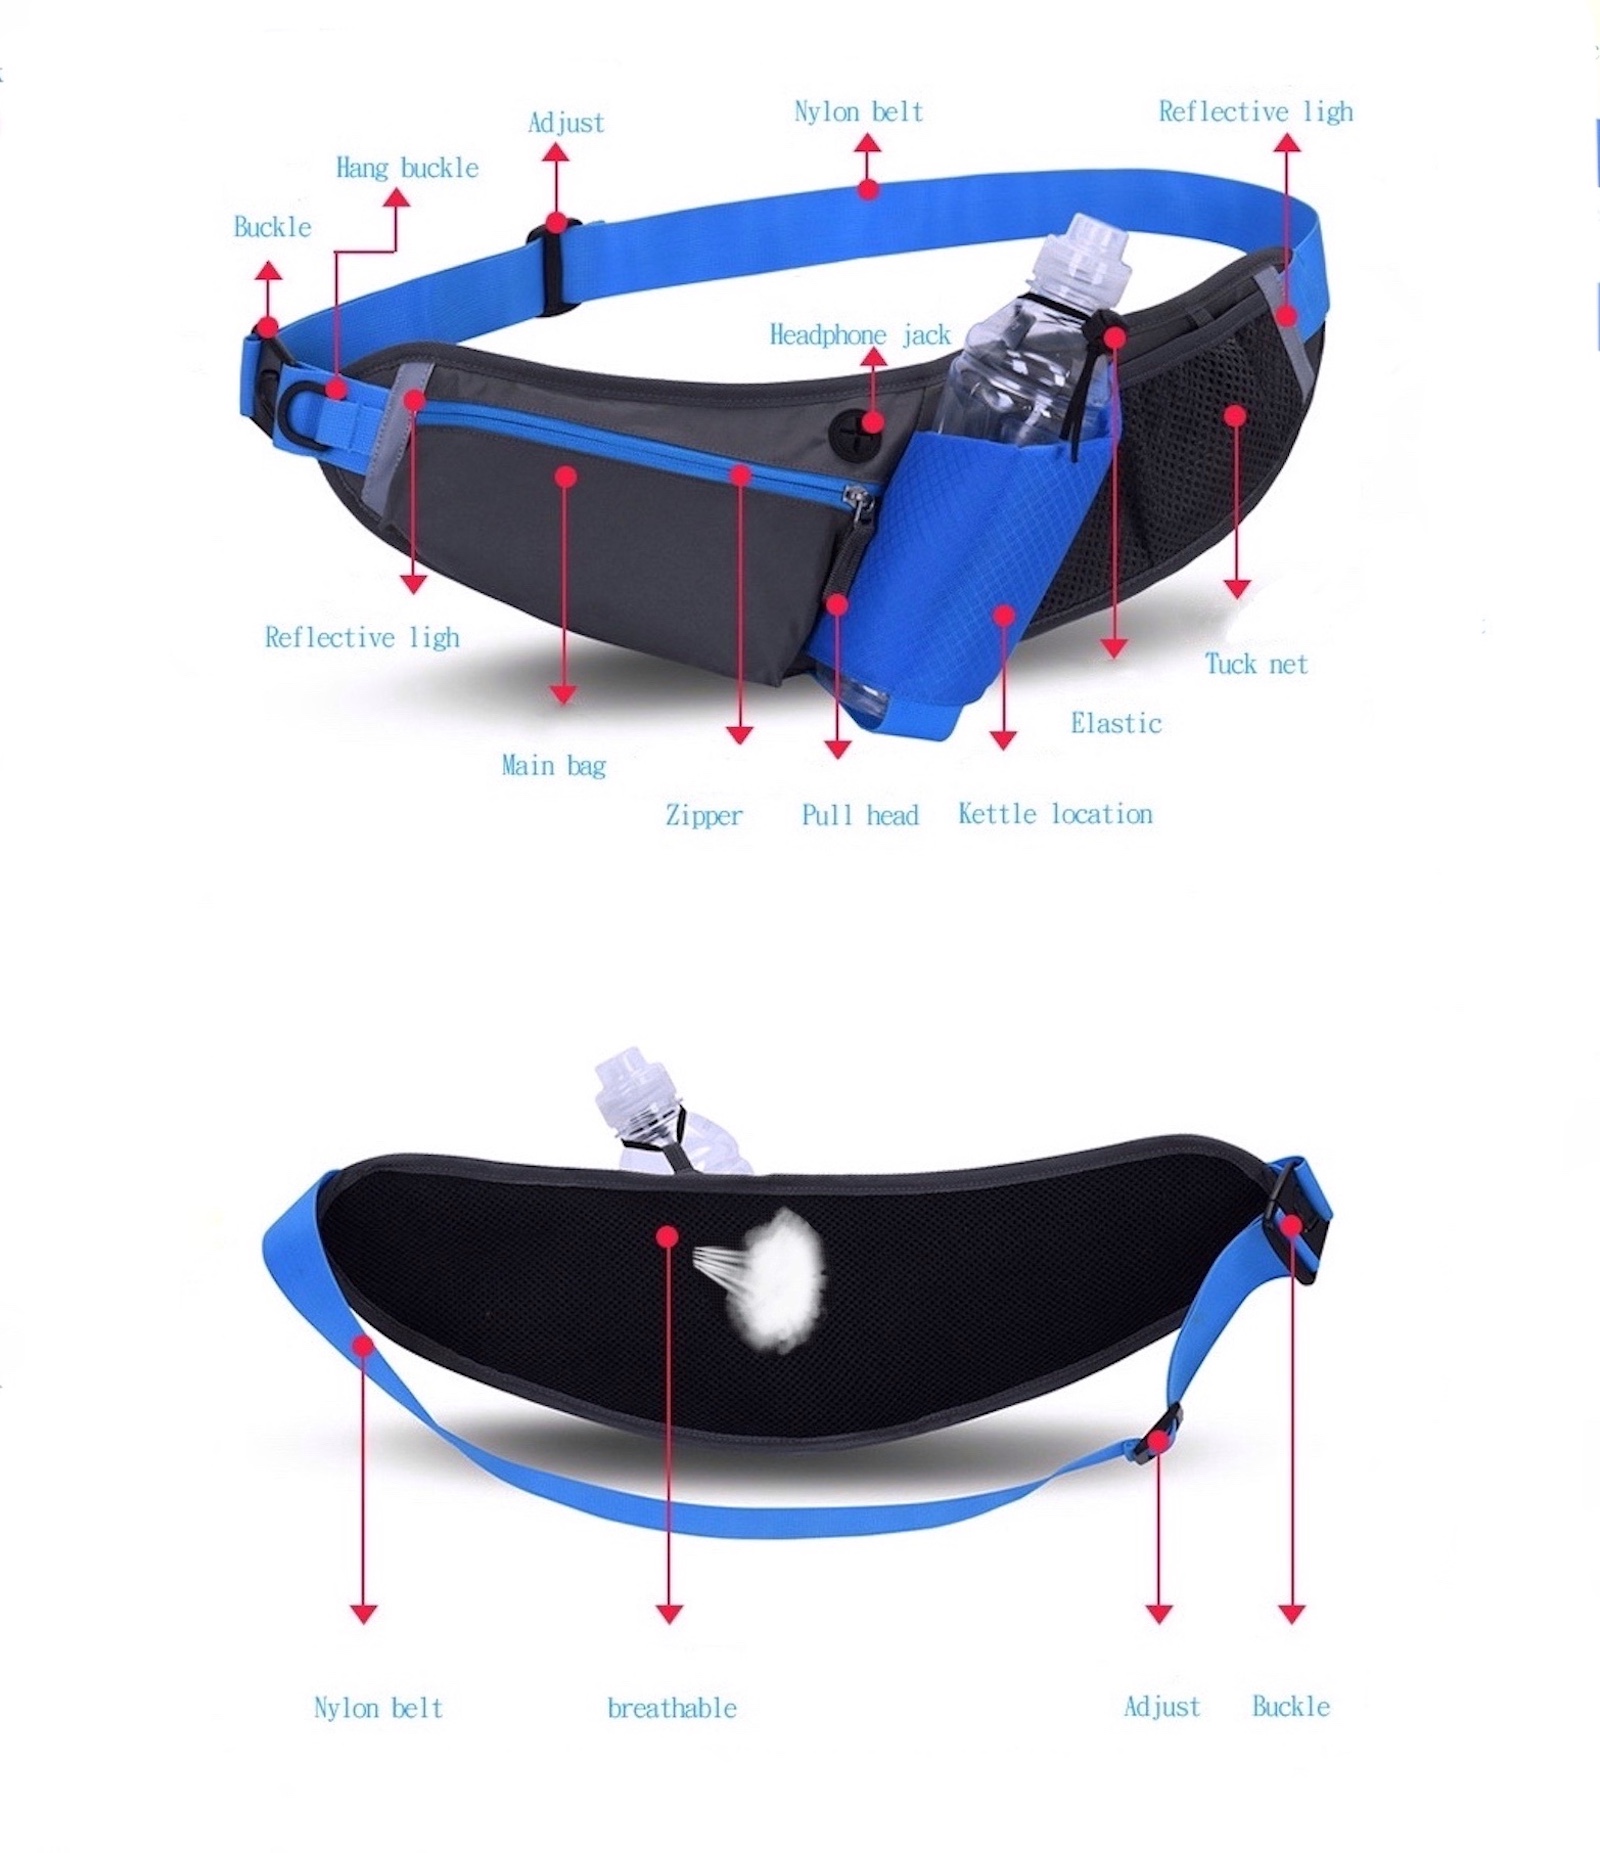 Nylon belt
Reflective ligh
Adjust
Hang buckle
Buckle
Headphone jack
Reflective ligh
Tuck net
Elastic
Main bag
Zipper
Pull head
Kettle location
Nylon belt
breathable
Adjust
Buckle